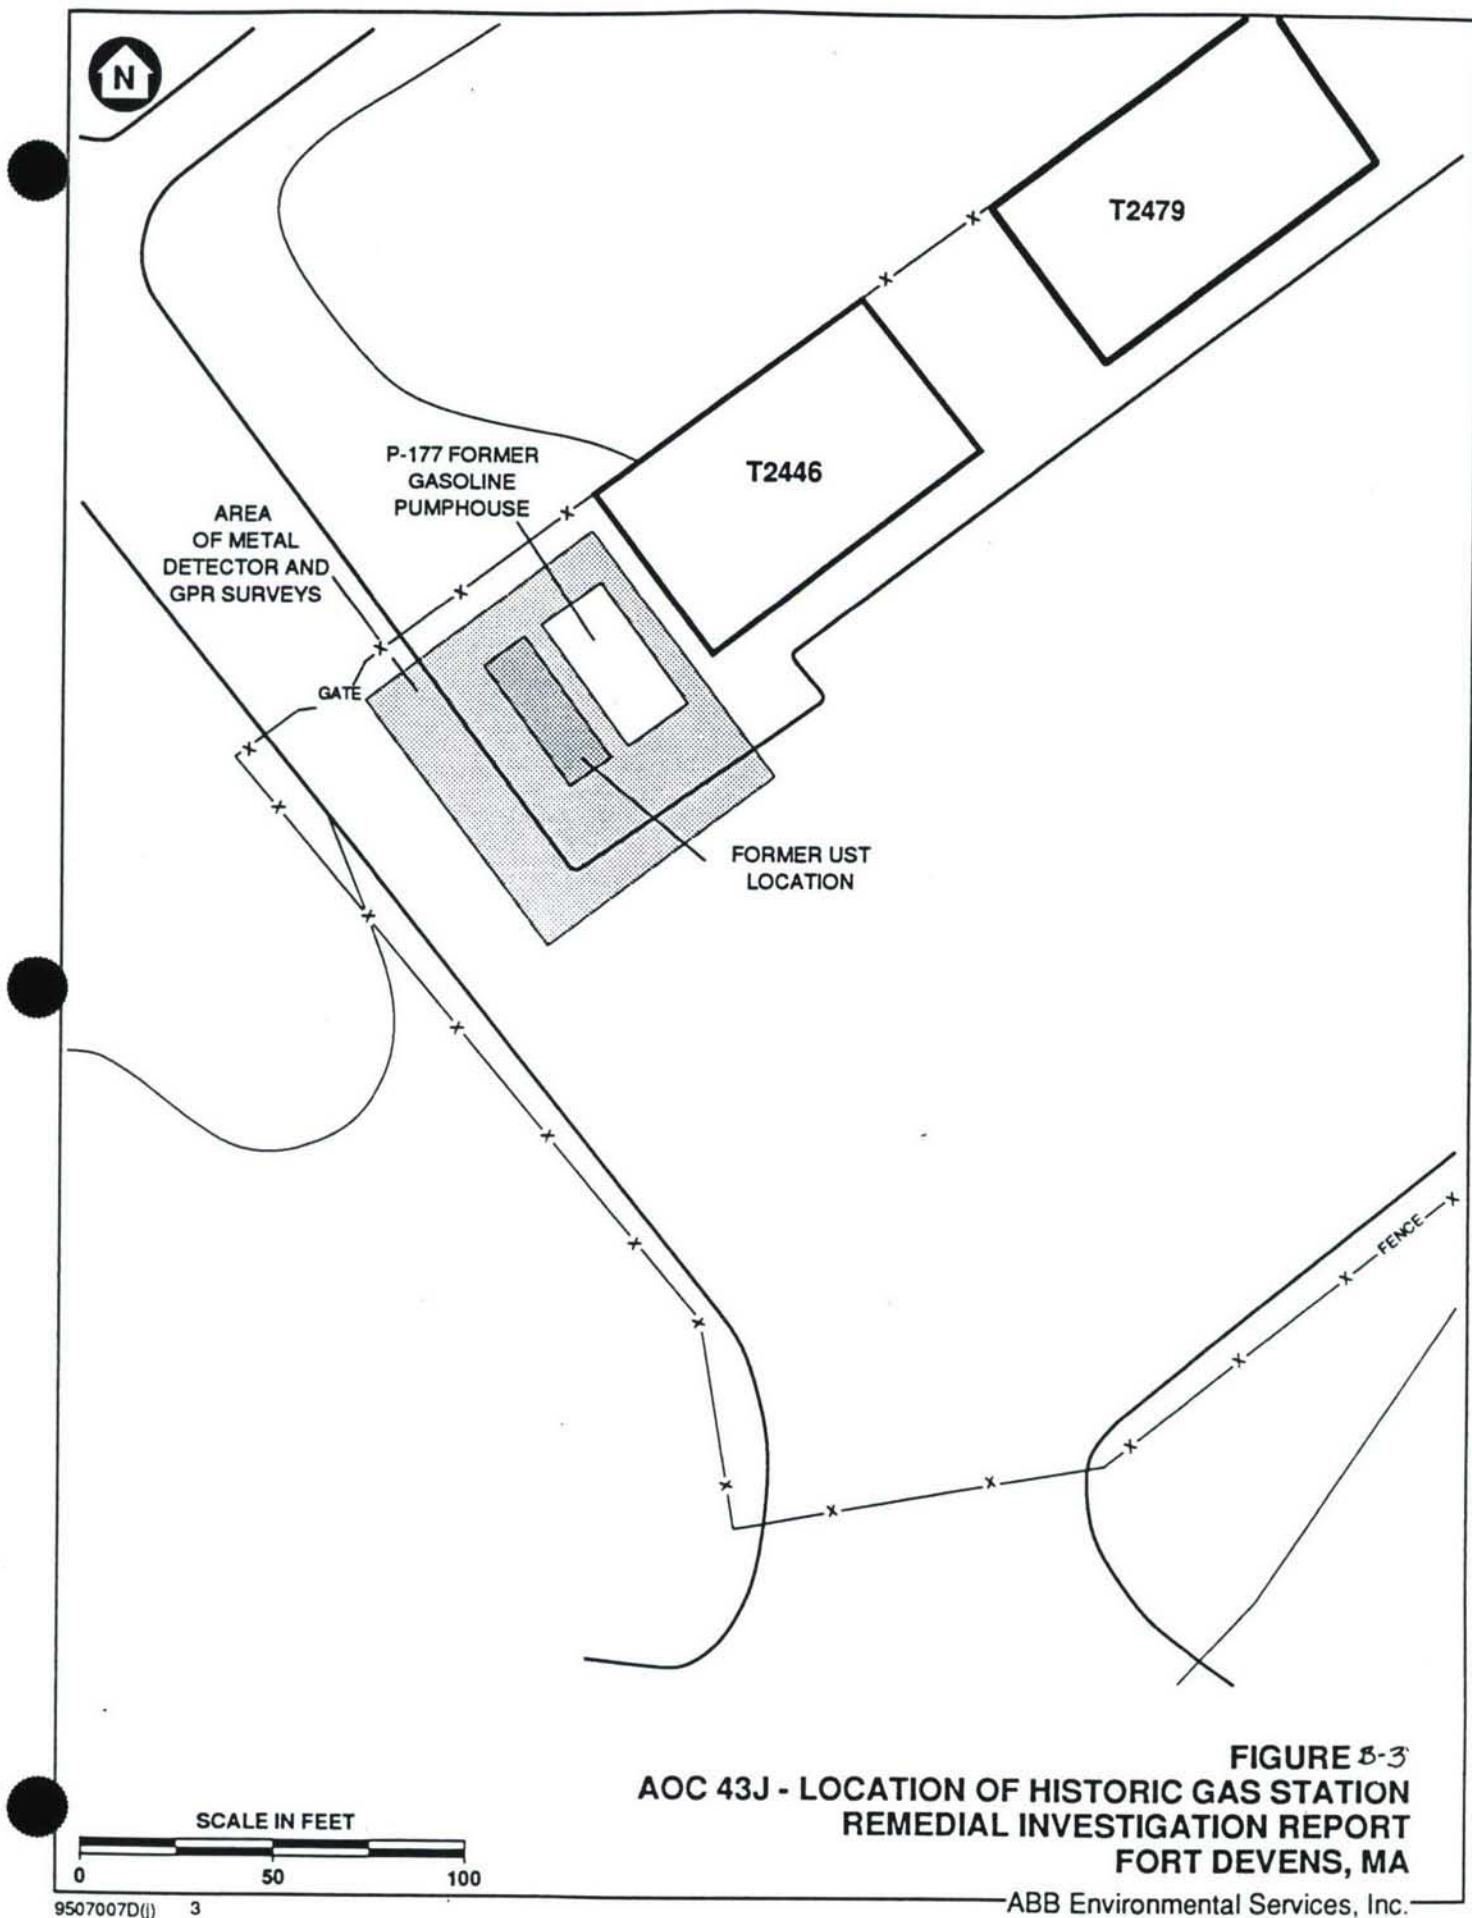 N
T2479
T2446
P-177 FORMER
GASOLINE
PUMPHOUSE
AREA
OF METAL
DETECTOR AND
GPR SURVEYS
GATE
FORMER UST
LOCATION
FENCE
FIGURE B-3
AOC 43J - LOCATION OF HISTORIC GAS STATION
REMEDIAL INVESTIGATION REPORT
FORT DEVENS, MA
SCALE IN FEET
0 50 100
9507007D(j) 3
ABB Environmental Services, Inc.